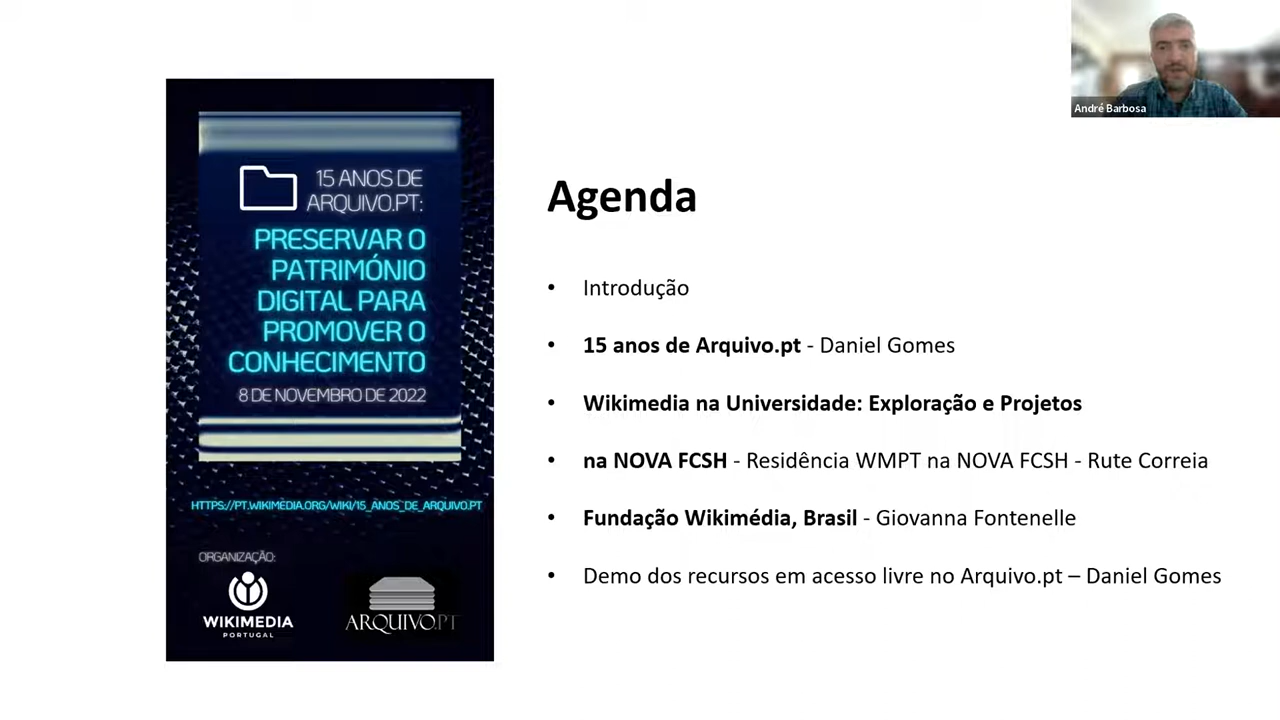 15 ANOS DE
ARQUIVO.PT:
PRESERVAR O
PATRIMÓNIO
DIGITAL PARA
PROMOVER O
CONHECIMENTO
8 DE NOVEMBRO DE 2022
HTTPS://PT.WIKIMEDIA.ORG/WIKI/15_ANOS_DE_ARQUIVO.PT
ORGANIZAÇÃO:
WIKIMEDIA
PORTUGAL
ARQUIVO.PT
Agenda
• Introdução
• 15 anos de Arquivo.pt - Daniel Gomes
• Wikimedia na Universidade: Exploração e Projetos
• na NOVA FCSH - Residência WMPT na NOVA FCSH - Rute Correia
• Fundação Wikimédia, Brasil - Giovanna Fontenelle
• Demo dos recursos em acesso livre no Arquivo.pt – Daniel Gomes
André Barbosa